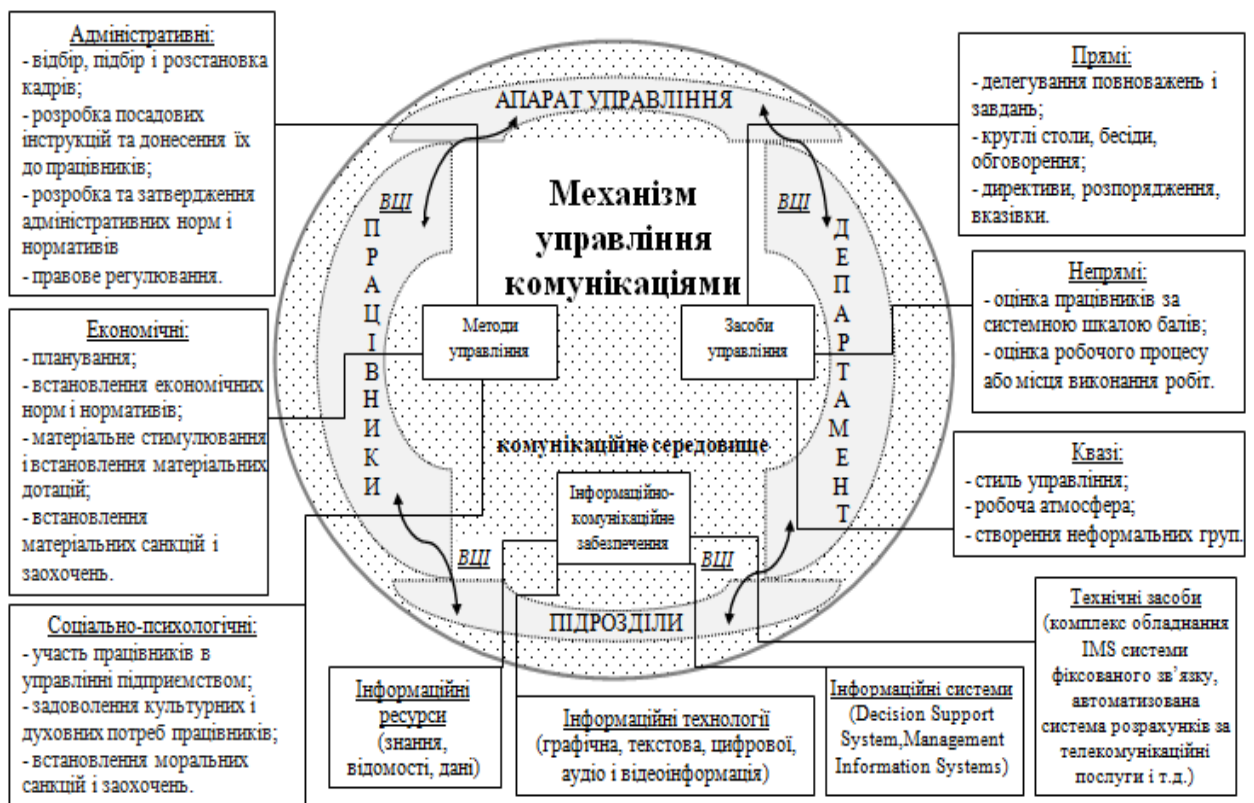 Адміністративні:
- відбір, підбір і розстановка
кадрів;
- розробка посадових
інструкцій та донесення їх
до працівників;
- розробка та затвердження
адміністративних норм і
нормативів
- правове регулювання.
Економічні:
- планування;
- встановлення економічних
норм і нормативів;
- матеріальне стимулювання
і встановлення матеріальних
дотацій;
- встановлення
матеріальних санкцій і
заохочень.
Соціально-психологічні:
- участь працівників в
управлінні підприємством;
- задоволення культурних і
духовних потреб працівників;
- встановлення моральних
санкцій і заохочень.
АПАРАТ УПРАВЛІННЯ
ВЦІ
ВЦІ
ПРАЦІВНИКИ
Механізм
управління
комунікаціями
ДЕПАРТАМЕНТ
Методи
управління
Засоби
управління
комунікаційне середовище
Інформаційно-
комунікаційне
забезпечення
ВЦІ
ВЦІ
ПІДРОЗДІЛИ
Прямі:
- делегування повноважень і
завдань;
- круглі столи, бесіди,
обговорення;
- директиви, розпорядження,
вказівки.
Непрямі:
- оцінка працівників за
системною шкалою балів;
- оцінка робочого процесу
або місця виконання робіт.
Квазі:
- стиль управління;
- робоча атмосфера;
- створення неформальних груп.
Інформаційні
ресурси
(знання,
відомості, дані)
Інформаційні технології
(графічна, текстова, цифрової,
аудіо і відеоінформація)
Інформаційні системи
(Decision Support
System,Management
Information Systems)
Технічні засоби
(комплекс обладнання
IMS системи
фіксованого зв’язку,
автоматизована
система розрахунків за
телекомунікаційні
послуги і т.д.)